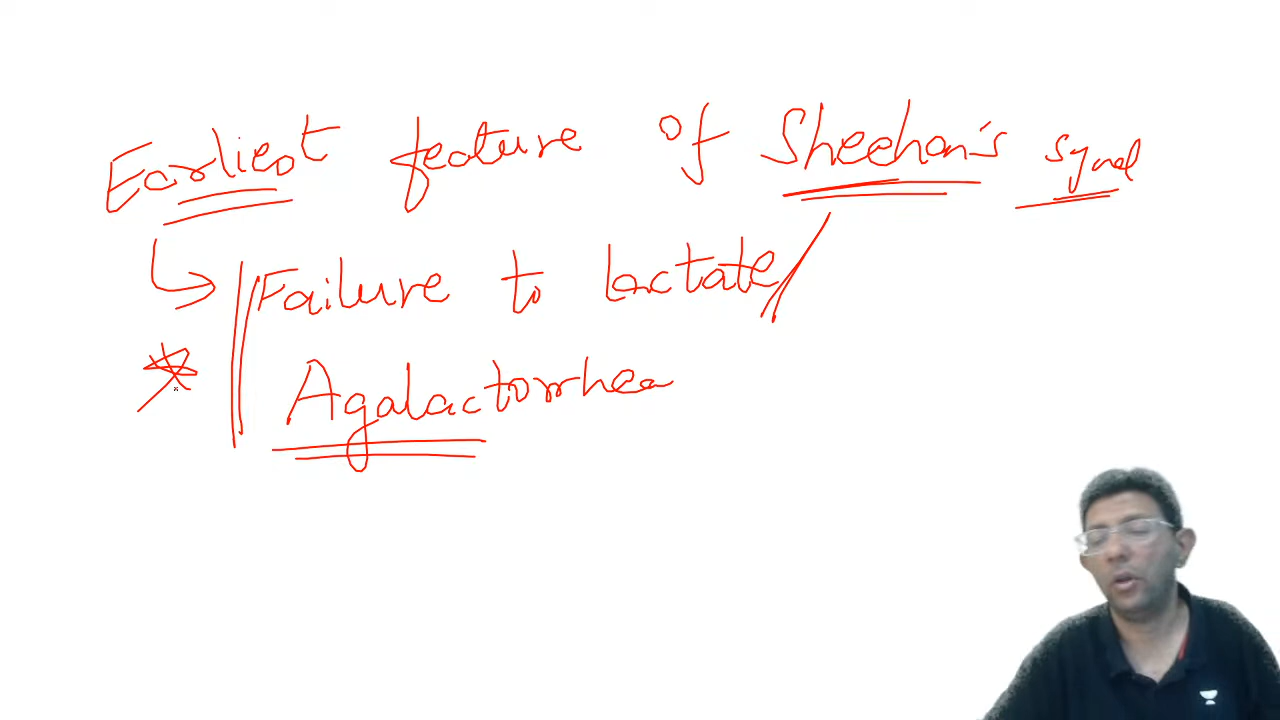 Earliest feature of Sheehan's synd
Failure to lactate/
Agalactorrhea